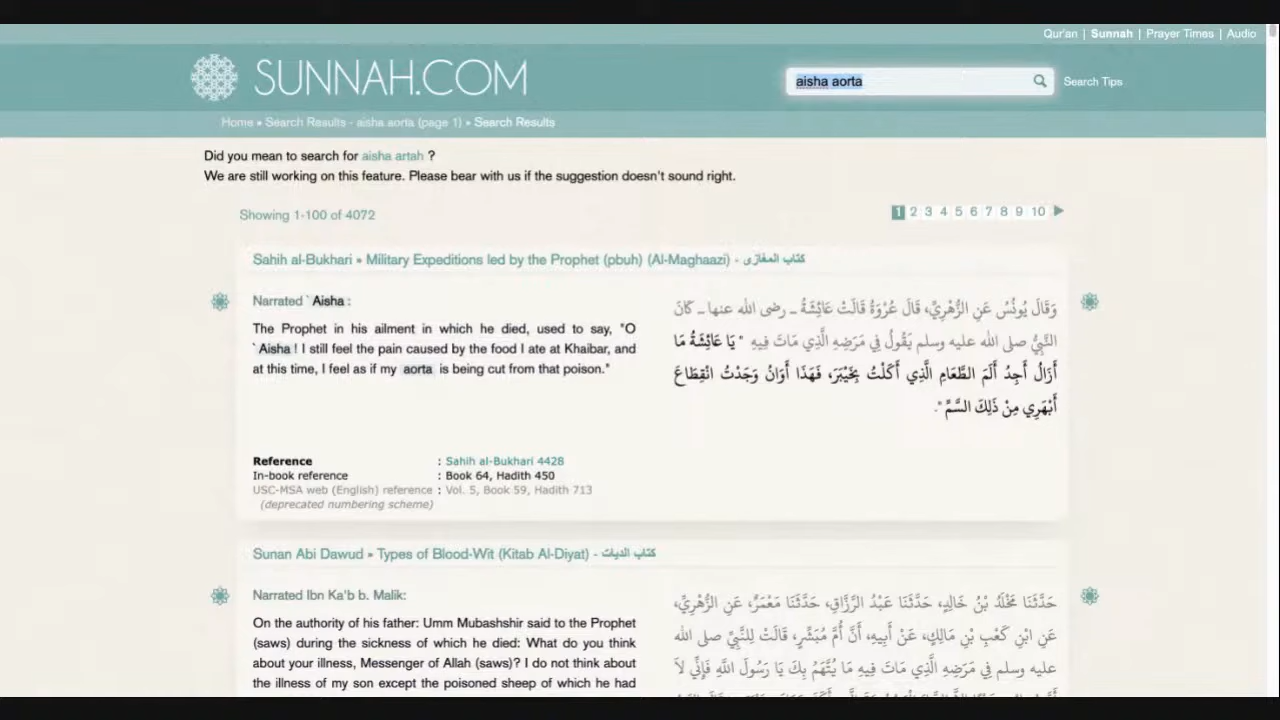 Qur'an | Sunnah | Prayer Times | Audio
SUNNAH.COM
aisha aorta
Search Tips
Home » Search Results - aisha aorta (page 1) » Search Results
Did you mean to search for aisha artah ?
We are still working on this feature. Please bear with us if the suggestion doesn't sound right.
Showing 1-100 of 4072
1 2 3 4 5 6 7 8 9 10
Sahih al-Bukhari » Military Expeditions led by the Prophet (pbuh) (Al-Maghaazi) - كتاب المغازى
Narrated `Aisha :
The Prophet in his ailment in which he died, used to say, "O
`Aisha ! I still feel the pain caused by the food I ate at Khaibar, and
at this time, I feel as if my aorta is being cut from that poison."
وَقَالَ يُونُسُ عَنِ الزُّهْرِيِّ، قَالَ عُرْوَةُ قَالَتْ عَائِشَةُ ـ رضى الله عنها ـ كَانَ
النَّبِيُّ صلى الله عليه وسلم يَقُولُ فِي مَرَضِهِ الَّذِي مَاتَ فِيهِ " يَا عَائِشَةُ مَا
أَزَالُ أَجِدُ أَلَمَ الطَّعَامِ الَّذِي أَكَلْتُ بِخَيْبَرَ، فَهَذَا أَوَانُ وَجَدْتُ انْقِطَاعَ
أَبْهَرِي مِنْ ذَلِكَ السَّمِّ ".
Reference : Sahih al-Bukhari 4428
In-book reference : Book 64, Hadith 450
USC-MSA web (English) reference : Vol. 5, Book 59, Hadith 713
(deprecated numbering scheme)
Sunan Abi Dawud » Types of Blood-Wit (Kitab Al-Diyat) - كتاب الديات
Narrated Ibn Ka'b b. Malik:
On the authority of his father: Umm Mubashshir said to the Prophet
(saws) during the sickness of which he died: What do you think
about your illness, Messenger of Allah (saws)? I do not think about
the illness of my son except the poisoned sheep of which he had
حَدَّثَنَا مَخْلَدُ بْنُ خَالِدٍ، حَدَّثَنَا عَبْدُ الرَّزَّاقِ، حَدَّثَنَا مَعْمَرٌ، عَنِ الزُّهْرِيِّ،
عَنِ ابْنِ كَعْبِ بْنِ مَالِكٍ، عَنْ أَبِيهِ، أَنَّ أُمَّ مُبَشِّرٍ، قَالَتْ لِلنَّبِيِّ صلى الله
عليه وسلم فِي مَرَضِهِ الَّذِي مَاتَ فِيهِ مَا يُتَّهَمُ بِكَ يَا رَسُولَ اللَّهِ فَإِنِّي لاَ